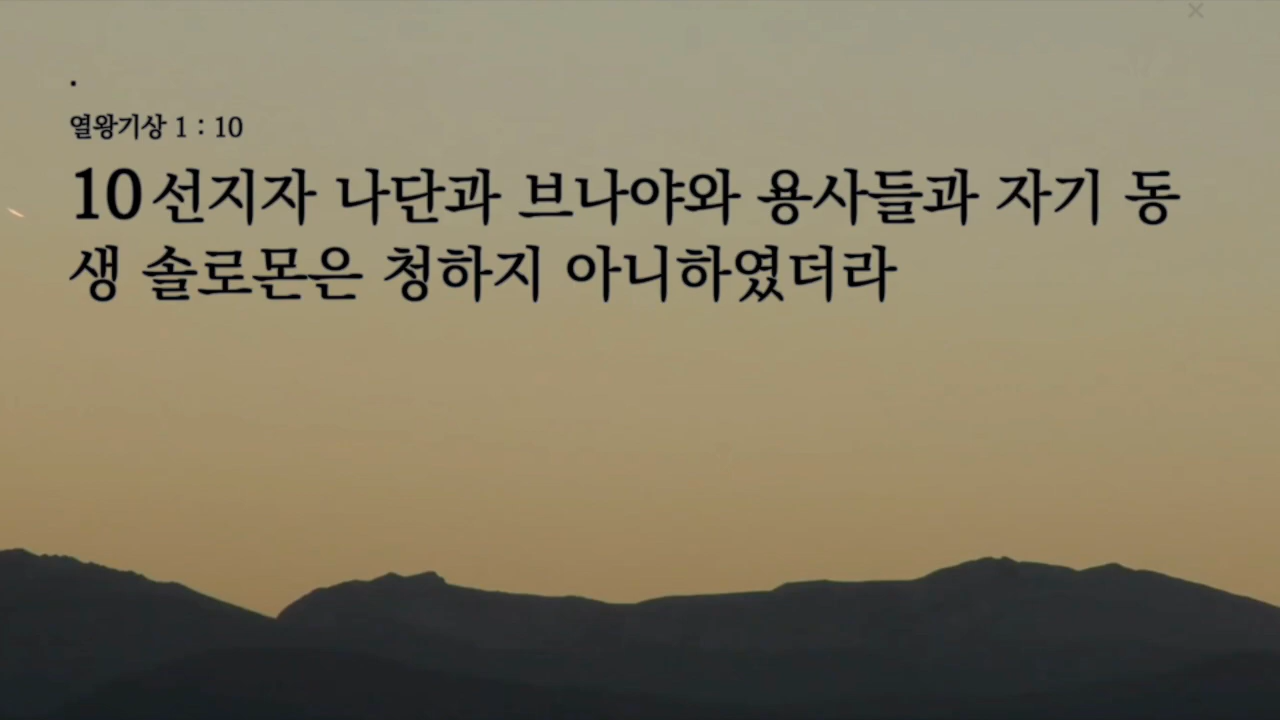 .
열왕기상 1 : 10
10 선지자 나단과 브나야와 용사들과 자기 동
생 솔로몬은 청하지 아니하였더라